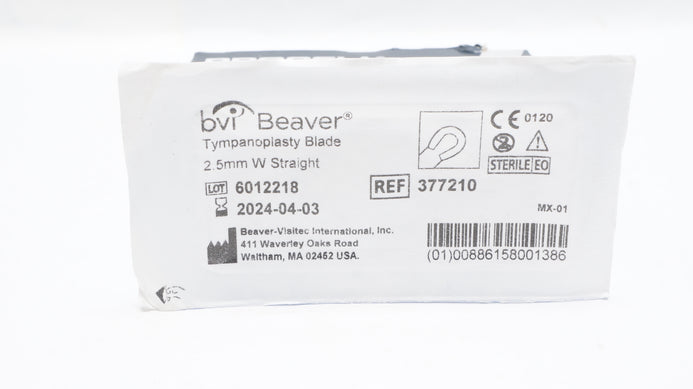 bvi Beaver®
Tympanoplasty Blade
2.5mm W Straight
LOT 6012218
2024-04-03
REF 377210
CE 0120
2
STERILE EO
MX-01
Beaver-Visitec International, Inc.
411 Waverley Oaks Road
Waltham, MA 02452 USA.
(01)00886158001386